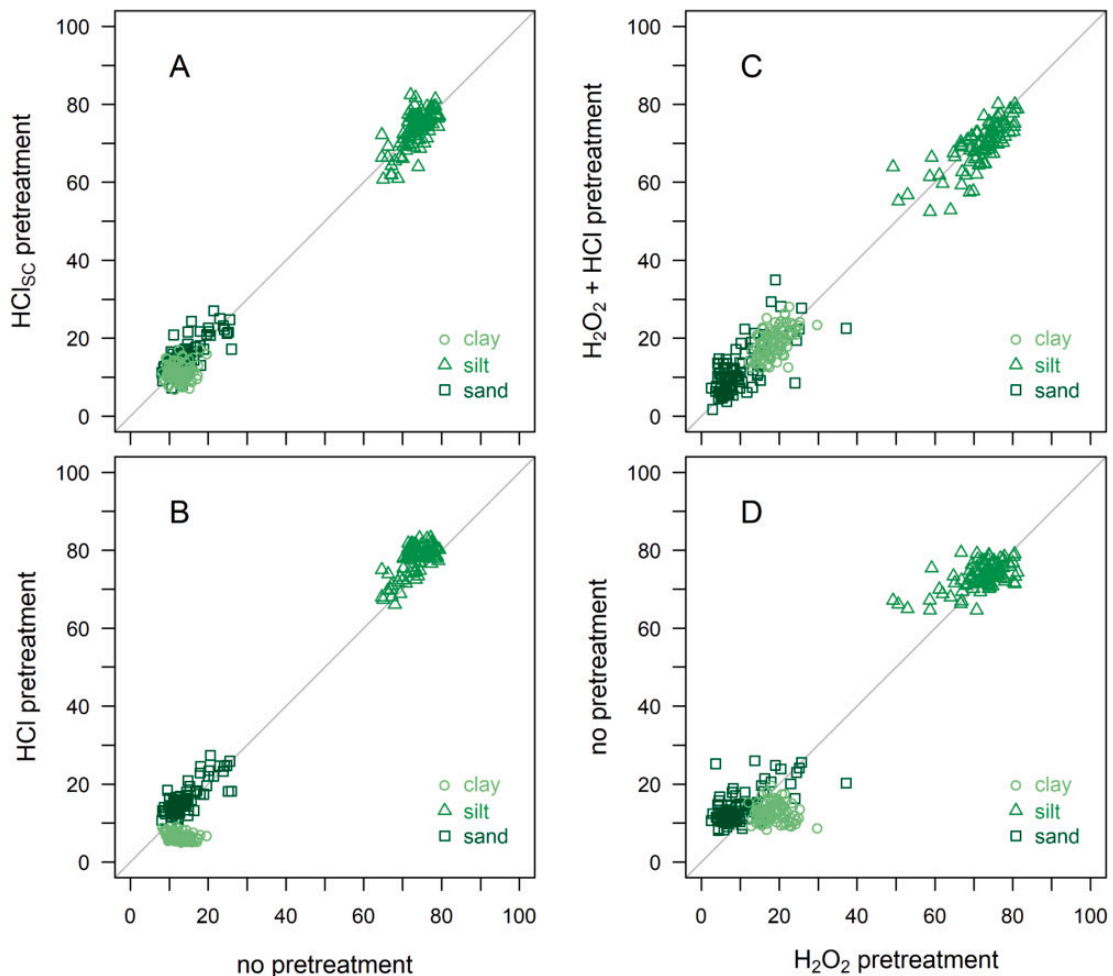 A
HCl_SC pretreatment
100
80
60
40
20
0
clay
silt
sand
C
H₂O₂ + HCl pretreatment
100
80
60
40
20
0
clay
silt
sand
B
HCl pretreatment
100
80
60
40
20
0
clay
silt
sand
0 20 40 60 80 100
no pretreatment
D
no pretreatment
100
80
60
40
20
0
clay
silt
sand
0 20 40 60 80 100
H₂O₂ pretreatment